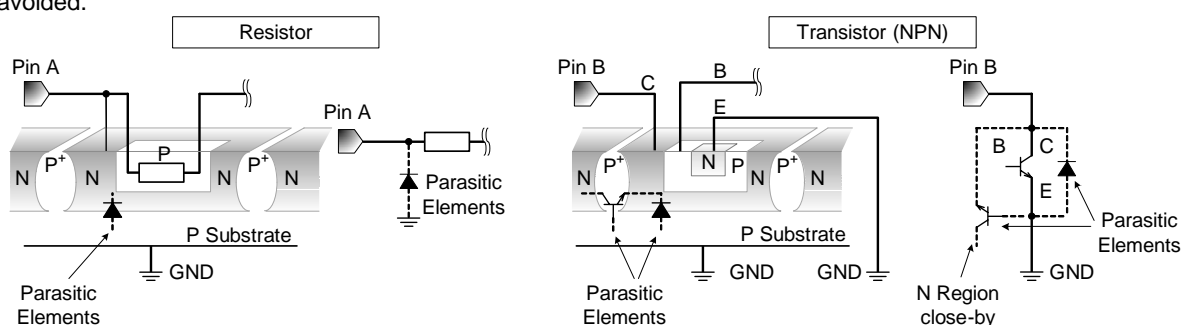 avoided.
Resistor
Transistor (NPN)
Pin A
Pin A
Parasitic
Elements
N
P+
N
P
N
P+
N
P Substrate
GND
Parasitic
Elements
Pin B
C
B
E
N
P+
N
N
P
N
P+
N
P Substrate
GND
GND
Parasitic
Elements
Pin B
B
C
E
Parasitic
Elements
GND
N Region
close-by